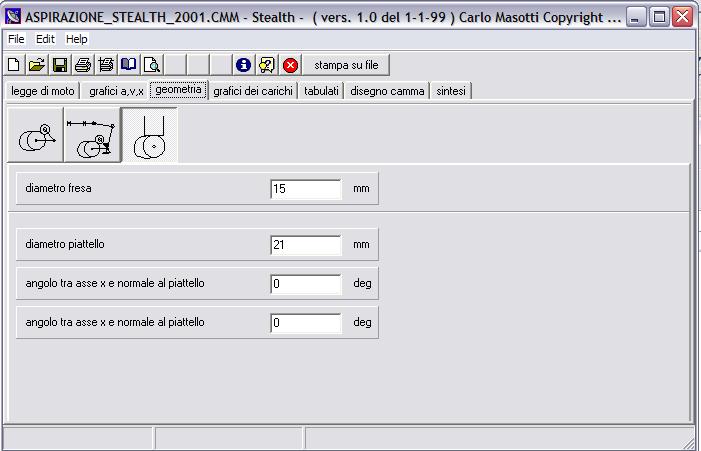 ASPIRAZIONE_STEALTH_2001.CMM - Stealth - ( vers. 1.0 del 1-1-99 ) Carlo Masotti Copyright ...
File Edit Help
stampa su file
legge di moto grafici a,v,x geometria grafici dei carichi tabulati disegno camma sintesi
diametro fresa 15 mm
diametro piattello 21 mm
angolo tra asse x e normale al piattello 0 deg
angolo tra asse x e normale al piattello 0 deg